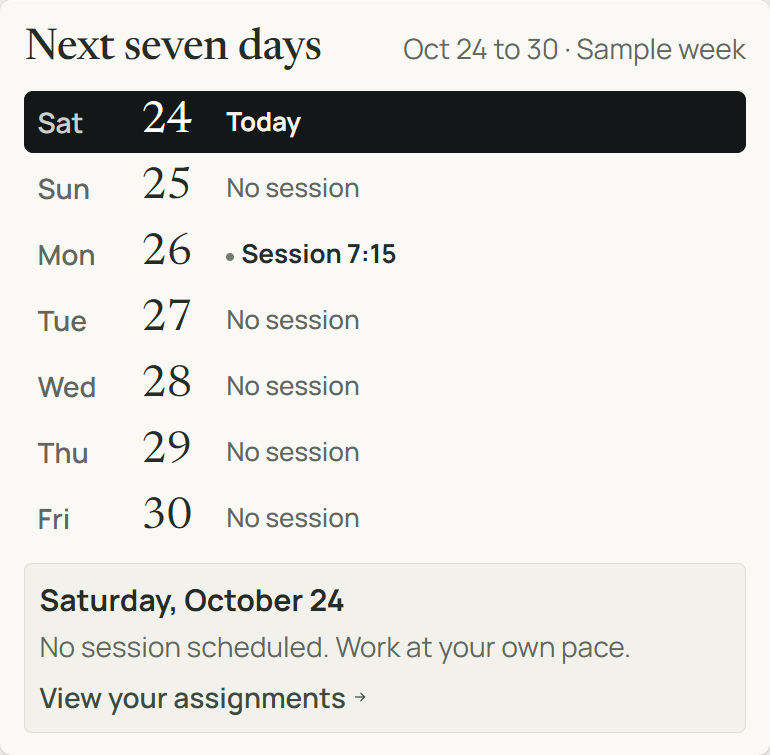 Next seven days Oct 24 to 30 · Sample week
Sat 24 Today
Sun 25 No session
Mon 26 • Session 7:15
Tue 27 No session
Wed 28 No session
Thu 29 No session
Fri 30 No session
Saturday, October 24
No session scheduled. Work at your own pace.
View your assignments →